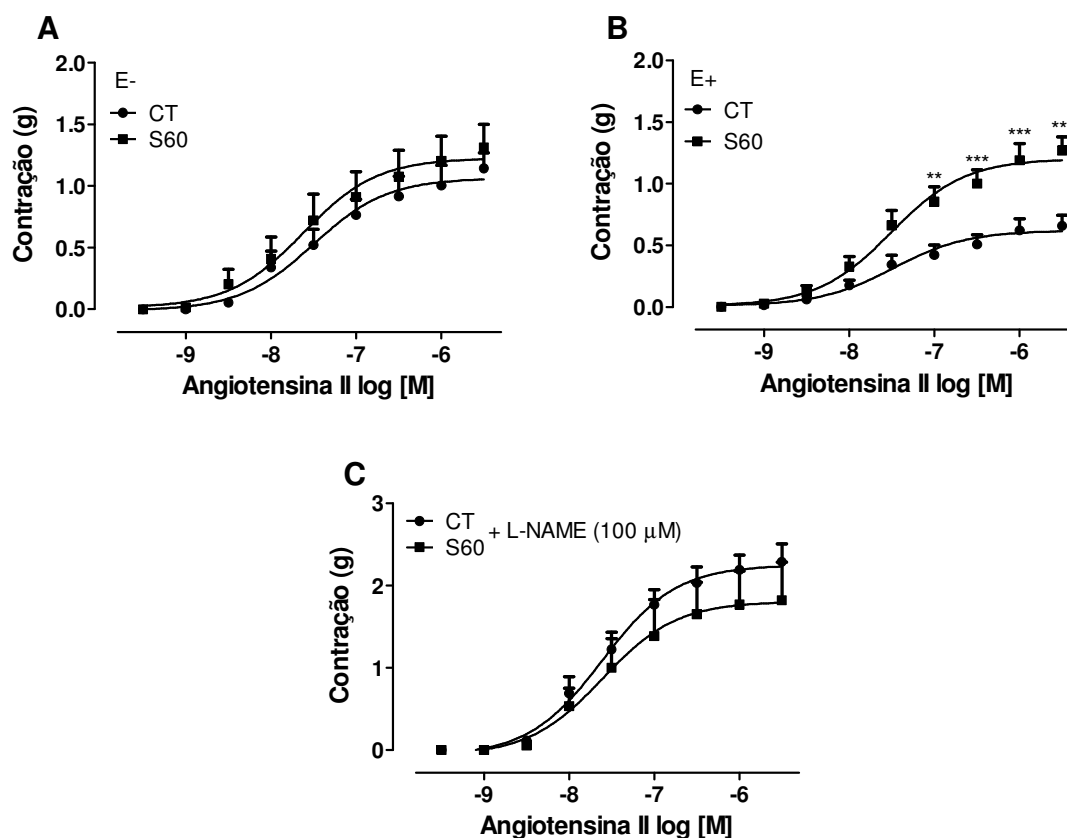 A
2.0
1.5
1.0
0.5
0.0
Contração (g)
E-
CT
S60
-9 -8 -7 -6
Angiotensina II log [M]
B
2.0
1.5
1.0
0.5
0.0
Contração (g)
E+
CT
S60
** *** *** **
-9 -8 -7 -6
Angiotensina II log [M]
C
3
2
1
0
Contração (g)
CT
S60
+ L-NAME (100 µM)
-9 -8 -7 -6
Angiotensina II log [M]